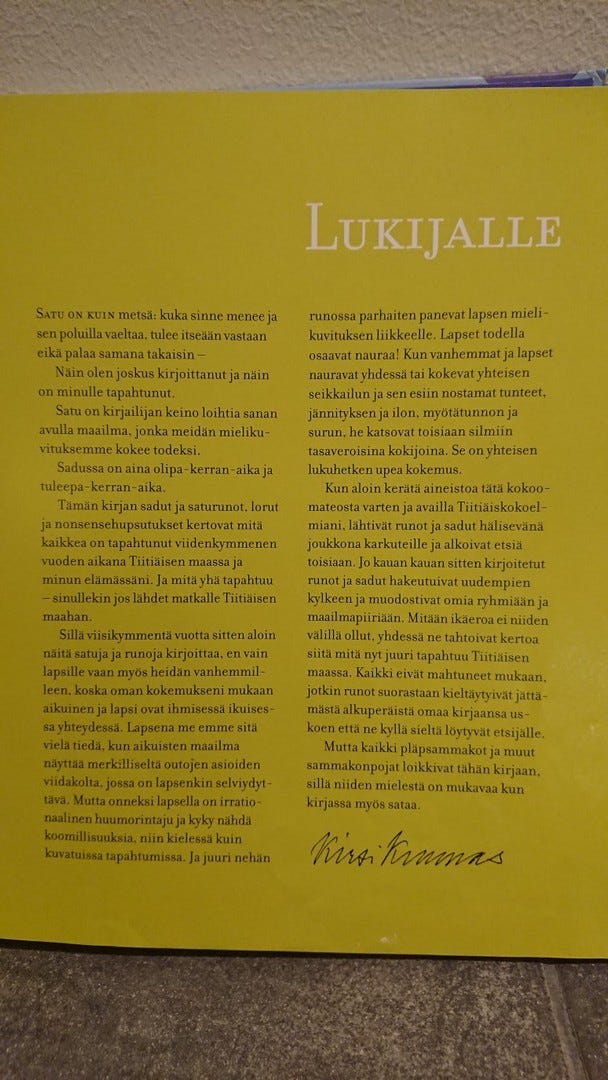 LUKIJALLE
SATU ON KUIN metsä: kuka sinne menee ja
sen poluilla vaeltaa, tulee itseään vastaan
eikä palaa samana takaisin –
Näin olen joskus kirjoittanut ja näin
on minulle tapahtunut.
Satu on kirjailijan keino loihtia sanan
avulla maailma, jonka meidän mieliku-
vituksemme kokee todeksi.
Sadussa on aina olipa-kerran-aika ja
tuleepa-kerran-aika.
Tämän kirjan sadut ja saturunot, lorut
ja nonsensehupsutukset kertovat mitä
kaikkea on tapahtunut viidenkymmenen
vuoden aikana Tiitiäisen maassa ja
minun elämässäni. Ja mitä yhä tapahtuu
– sinullekin jos lähdet matkalle Tiitiäisen
maahan.
Sillä viisikymmentä vuotta sitten aloin
näitä satuja ja runoja kirjoittaa, en vain
lapsille vaan myös heidän vanhemmil-
leen, koska oman kokemukseni mukaan
aikuinen ja lapsi ovat ihmisessä ikuises-
sa yhteydessä. Lapsena me emme sitä
vielä tiedä, kun aikuisten maailma
näyttää merkilliseltä outojen asioiden
viidakolta, jossa on lapsenkin selviydyt-
tävä. Mutta onneksi lapsella on irratio-
naalinen huumorintaju ja kyky nähdä
koomillisuuksia, niin kielessä kuin
kuvatuissa tapahtumissa. Ja juuri nehän
runossa parhaiten panevat lapsen mieli-
kuvituksen liikkeelle. Lapset todella
osaavat nauraa! Kun vanhemmat ja lapset
nauravat yhdessä tai kokevat yhteisen
seikkailun ja sen esiin nostamat tunteet,
jännityksen ja ilon, myötätunnon ja
surun, he katsovat toisiaan silmiin
tasaveroisina kokijoina. Se on yhteisen
lukuhetken upea kokemus.
Kun aloin kerätä aineistoa tätä kokoo-
mateosta varten ja availla Tiitiäiskokoel-
miani, lähtivät runot ja sadut hälisevänä
joukkona karkuteille ja alkoivat etsiä
toisiaan. Jo kauan kauan sitten kirjoitetut
runot ja sadut hakeutuivat uudempien
kylkeen ja muodostivat omia ryhmiään ja
maailmapiiriään. Mitään ikäeroa ei niiden
välillä ollut, yhdessä ne tahtoivat kertoa
siitä mitä nyt juuri tapahtuu Tiitiäisen
maassa. Kaikki eivät mahtuneet mukaan,
jotkin runot suorastaan kieltäytyivät jättä-
mästä alkuperäistä omaa kirjaansa us-
koen että ne kyllä sieltä löytyvät etsijälle.
Mutta kaikki pläpsammakot ja muut
sammakonpojat loikkivat tähän kirjaan,
sillä niiden mielestä on mukavaa kun
kirjassa myös sataa.
Kirsi Kunnas